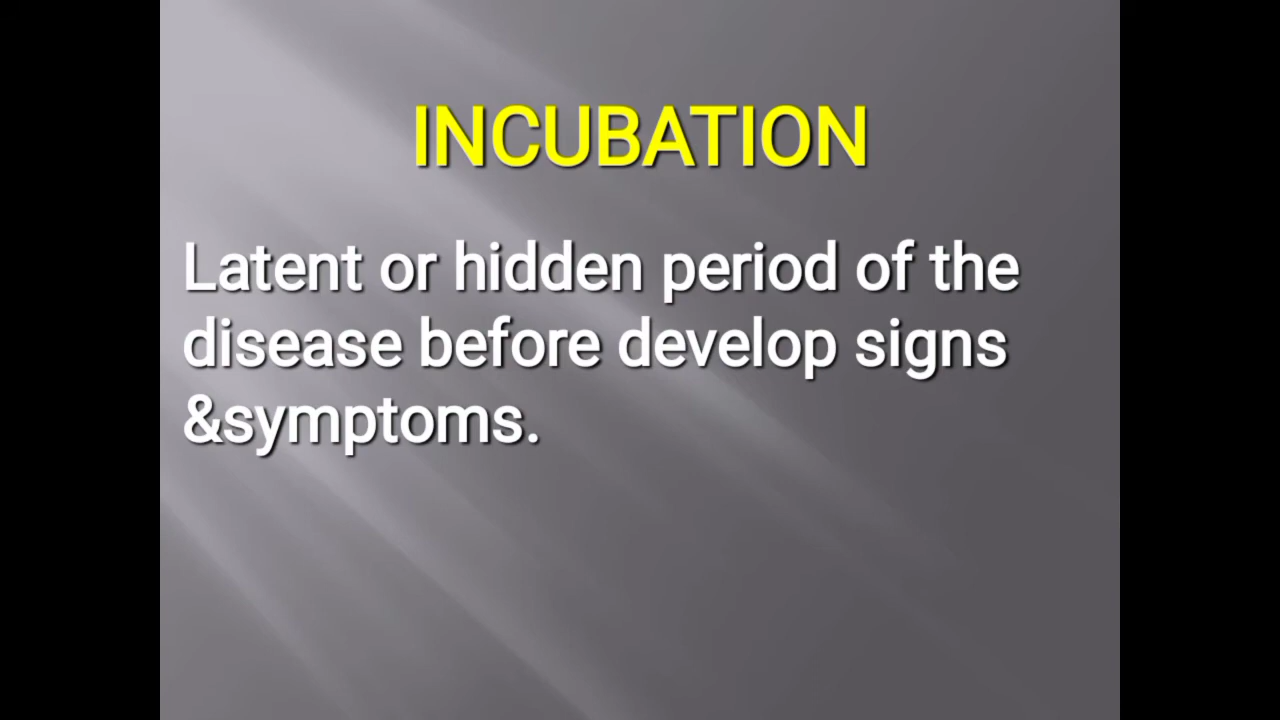 INCUBATION
Latent or hidden period of the
disease before develop signs
&symptoms.